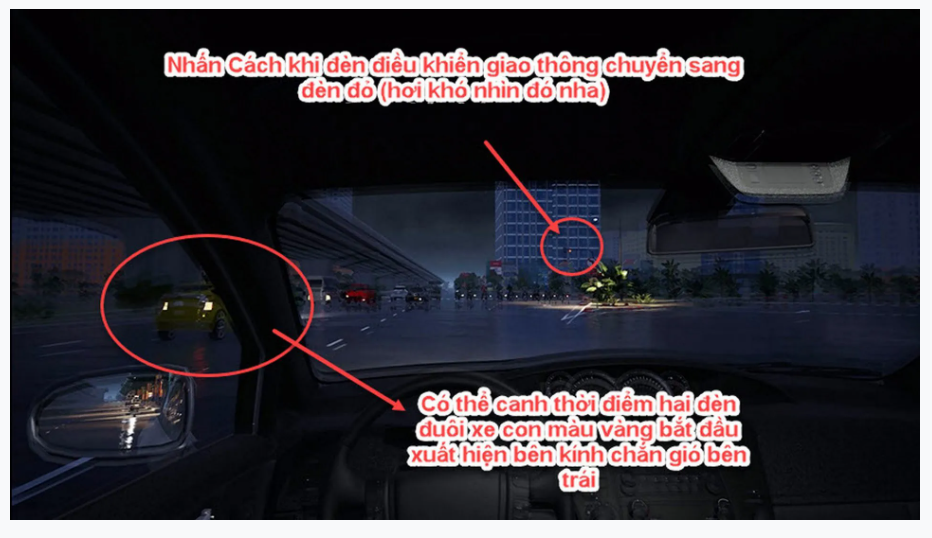 Nhấn Cách khi đèn điều khiển giao thông chuyển sang
đèn đỏ (hơi khó nhìn đó nha)
Có thể canh thời điểm hai đèn
đuôi xe con màu vàng bắt đầu
xuất hiện bên kính chắn gió bên
trái